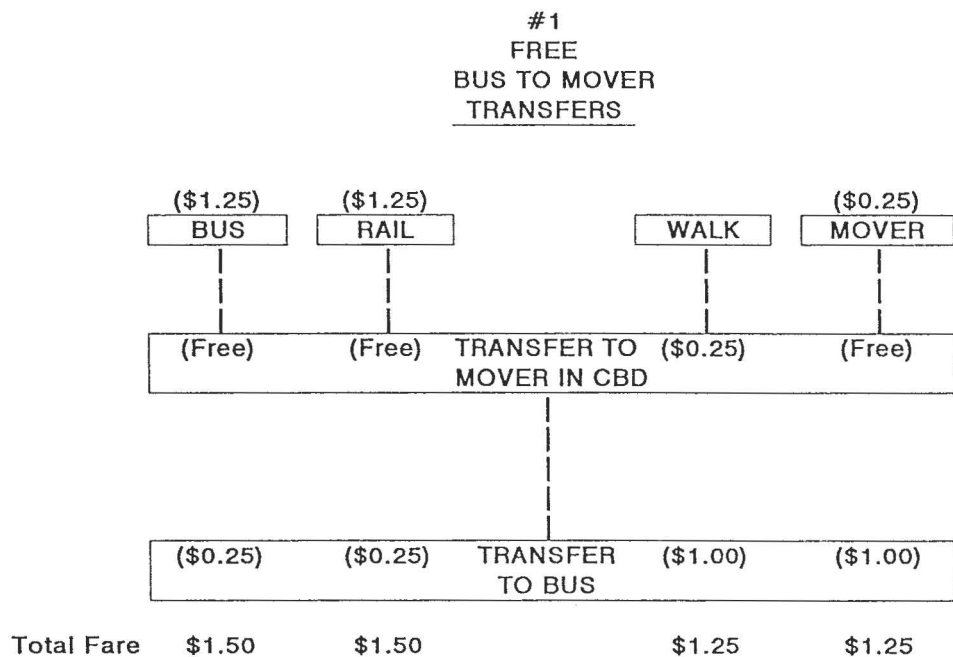 #1
FREE
BUS TO MOVER
TRANSFERS
($1.25) ($1.25) ($0.25)
BUS RAIL WALK MOVER
(Free) (Free) TRANSFER TO ($0.25) (Free)
MOVER IN CBD
($0.25) ($0.25) TRANSFER ($1.00) ($1.00)
TO BUS
Total Fare $1.50 $1.50 $1.25 $1.25